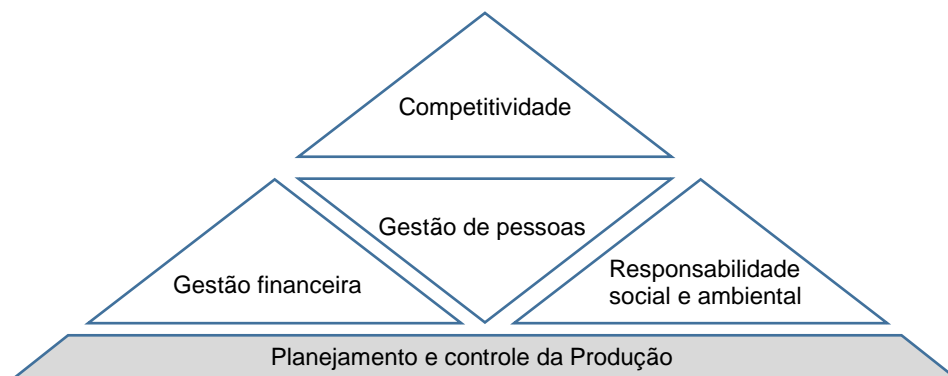 Competitividade
Gestão de pessoas
Gestão financeira
Responsabilidade
social e ambiental
Planejamento e controle da Produção